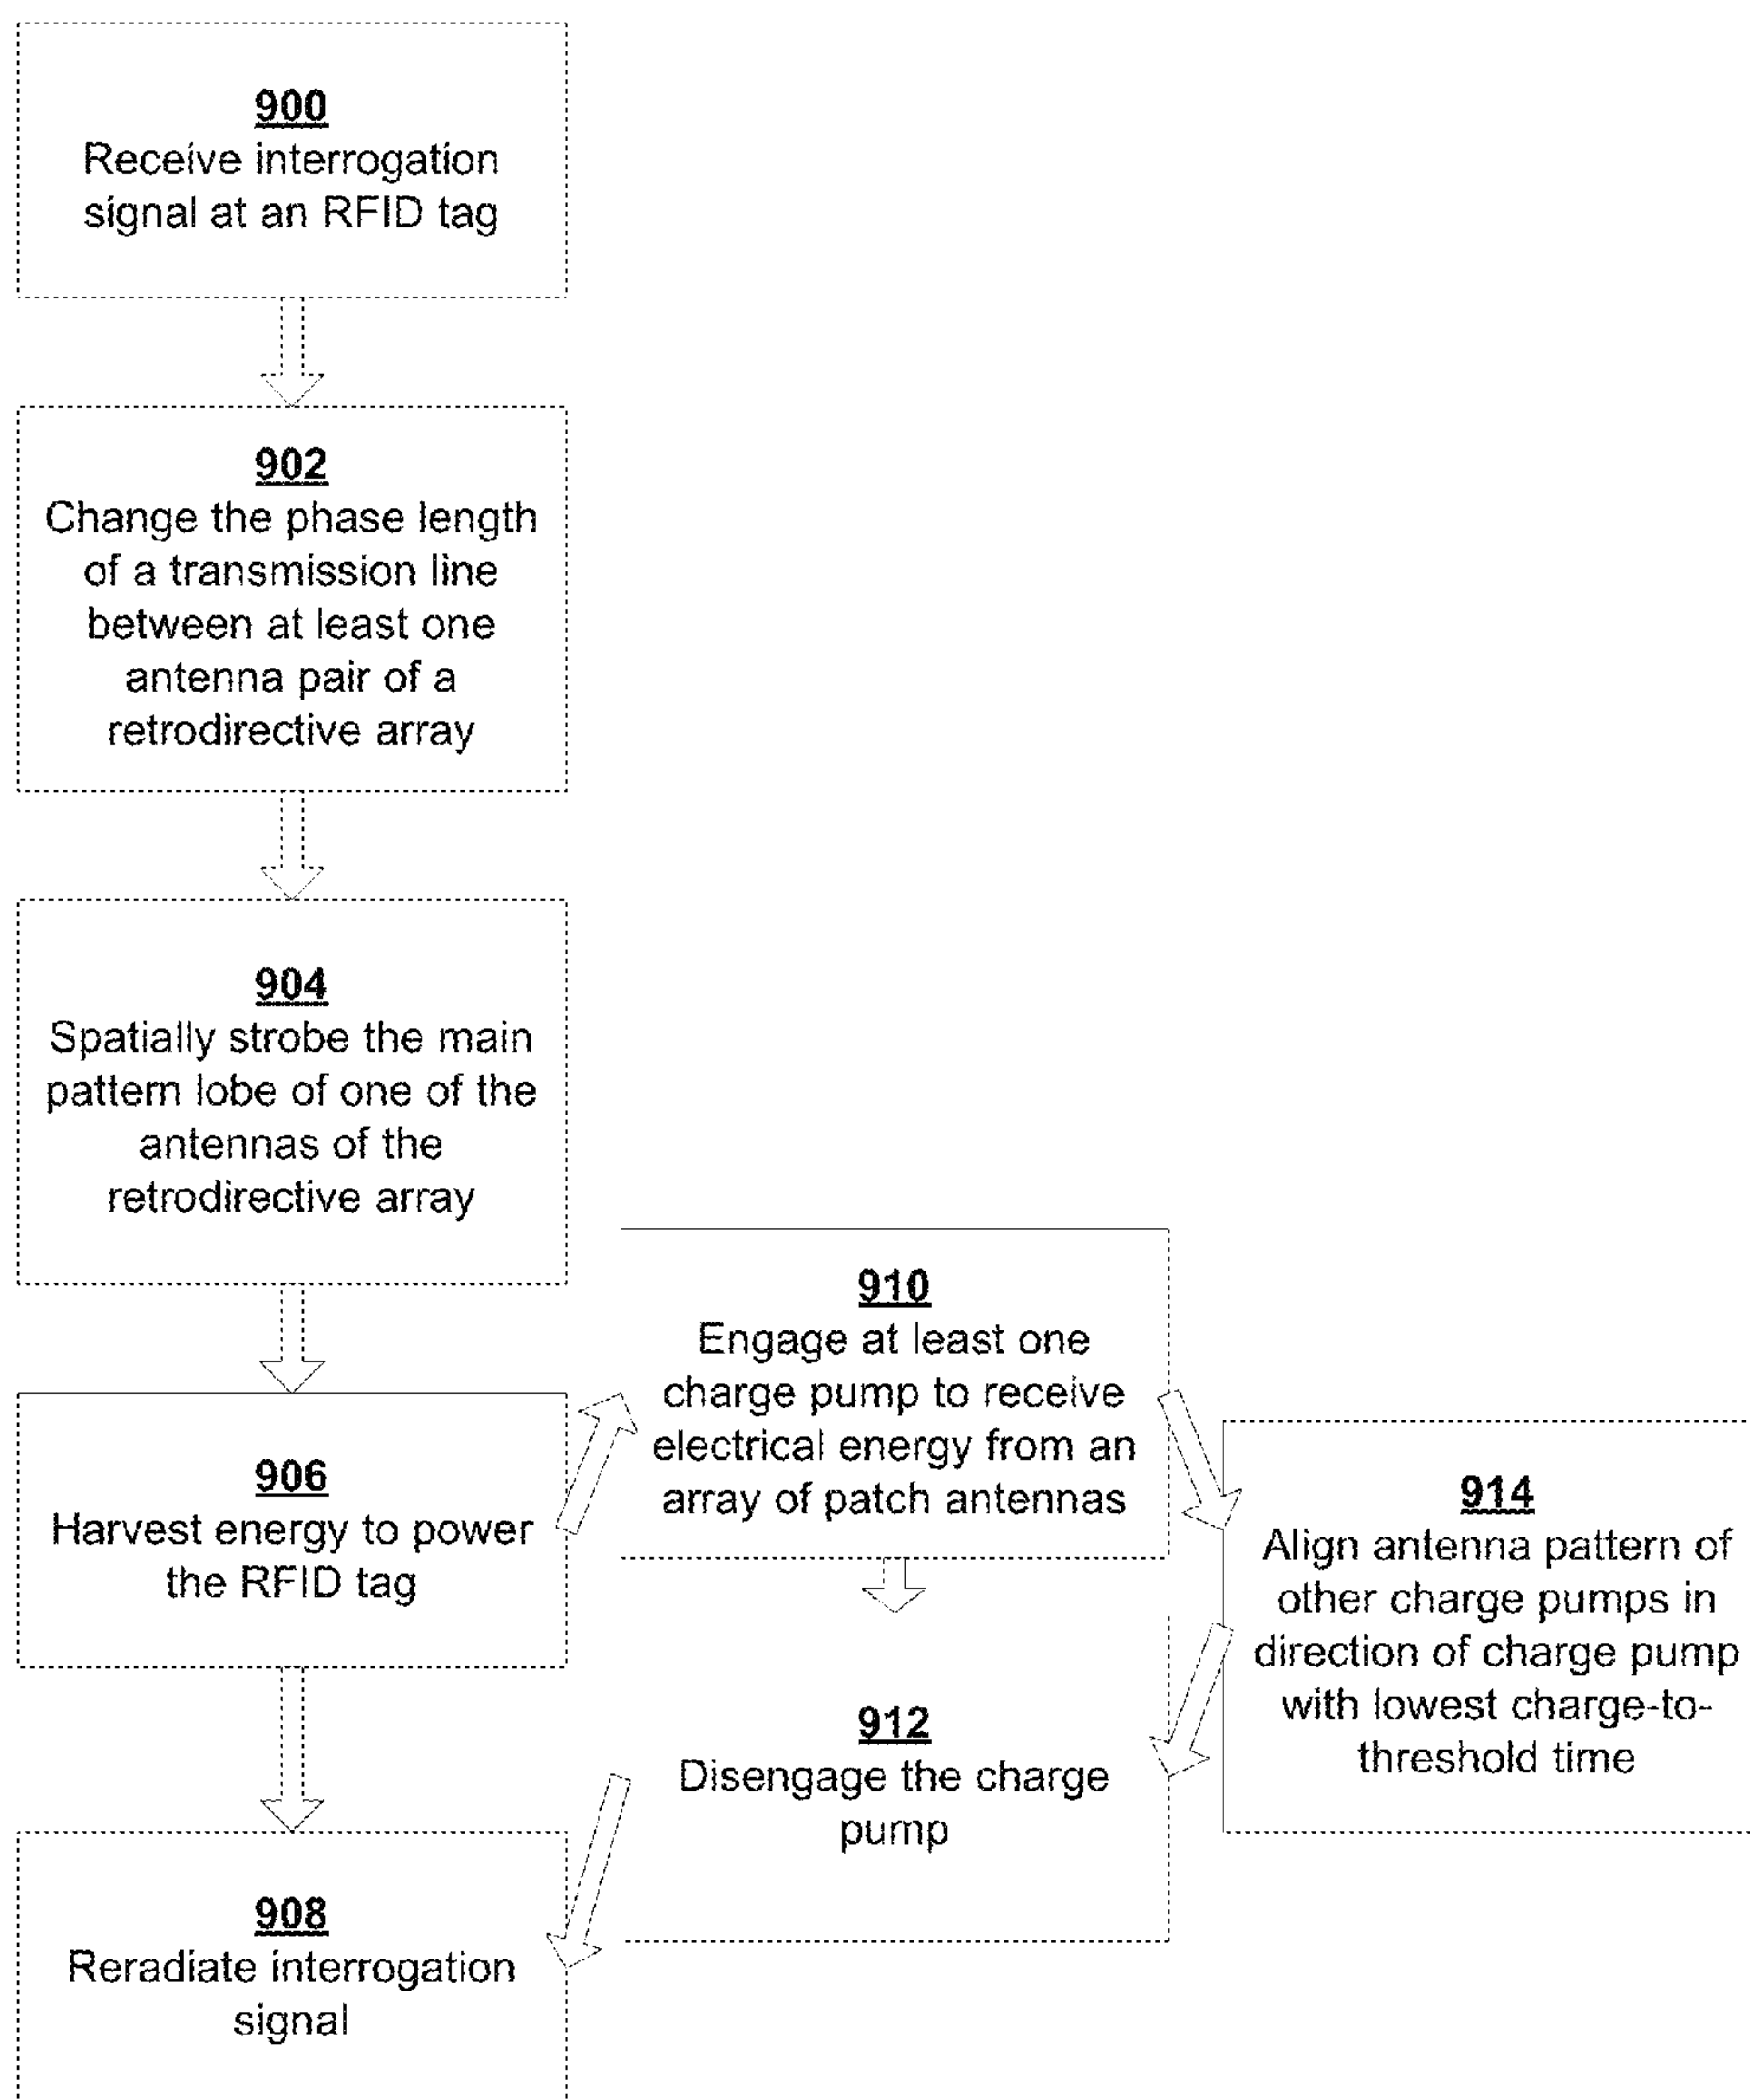 900
Receive interrogation
signal at an RFID tag
902
Change the phase length
of a transmission line
between at least one
antenna pair of a
retrodirective array
904
Spatially strobe the main
pattern lobe of one of the
antennas of the
retrodirective array
906
Harvest energy to power
the RFID tag
908
Reradiate interrogation
signal
910
Engage at least one
charge pump to receive
electrical energy from an
array of patch antennas
912
Disengage the charge
pump
914
Align antenna pattern of
other charge pumps in
direction of charge pump
with lowest charge-to-
threshold time